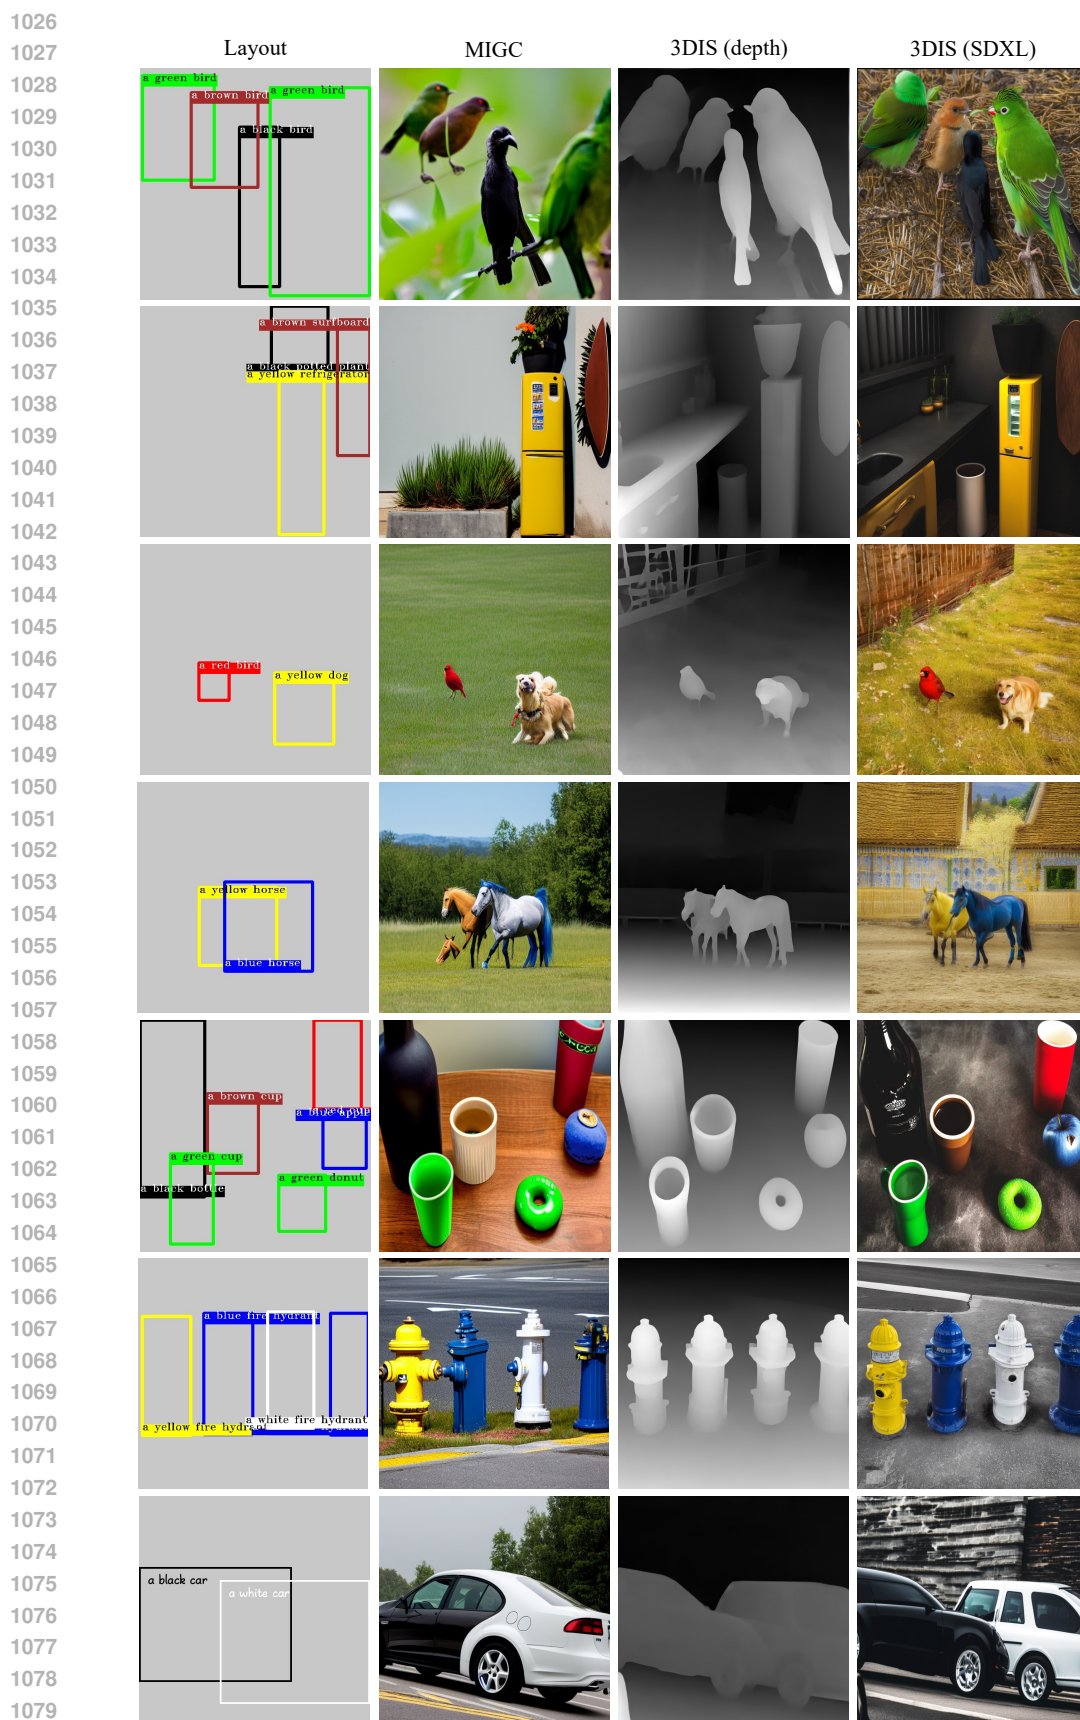 1026
1027
Layout MIGC 3DIS (depth) 3DIS (SDXL)
1028
a green bird
a green bird
1029
a brown bird
1030
a black bird
1031
1032
1033
1034
1035
1036
a brown surfboard
1037
a black potted plant
a yellow refrigerator
1038
1039
1040
1041
1042
1043
1044
1045
1046
a red bird
1047
a yellow dog
1048
1049
1050
1051
1052
1053
a yellow horse
1054
1055
a blue horse
1056
1057
1058
1059
1060
a brown cup
a red cup
a blue apple
1061
a green cup
1062
a green donut
a black bottle
1063
1064
1065
1066
1067
a blue fire hydrant
1068
1069
1070
a white fire hydrant
a yellow fire hydrant
hydrant
1071
1072
1073
1074
1075
a black car
a white car
1076
1077
1078
1079